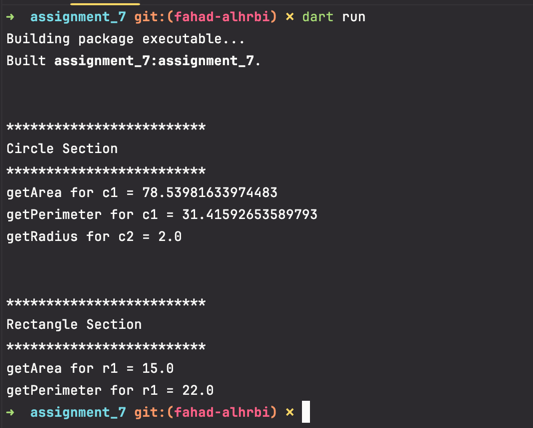 ➜  assignment_7 git:(fahad-alhrbi) ✗ dart run
Building package executable...
Built assignment_7:assignment_7.
*************************
Circle Section
*************************
getArea for c1 = 78.53981633974483
getPerimeter for c1 = 31.41592653589793
getRadius for c2 = 2.0
*************************
Rectangle Section
*************************
getArea for r1 = 15.0
getPerimeter for r1 = 22.0
➜  assignment_7 git:(fahad-alhrbi) ✗